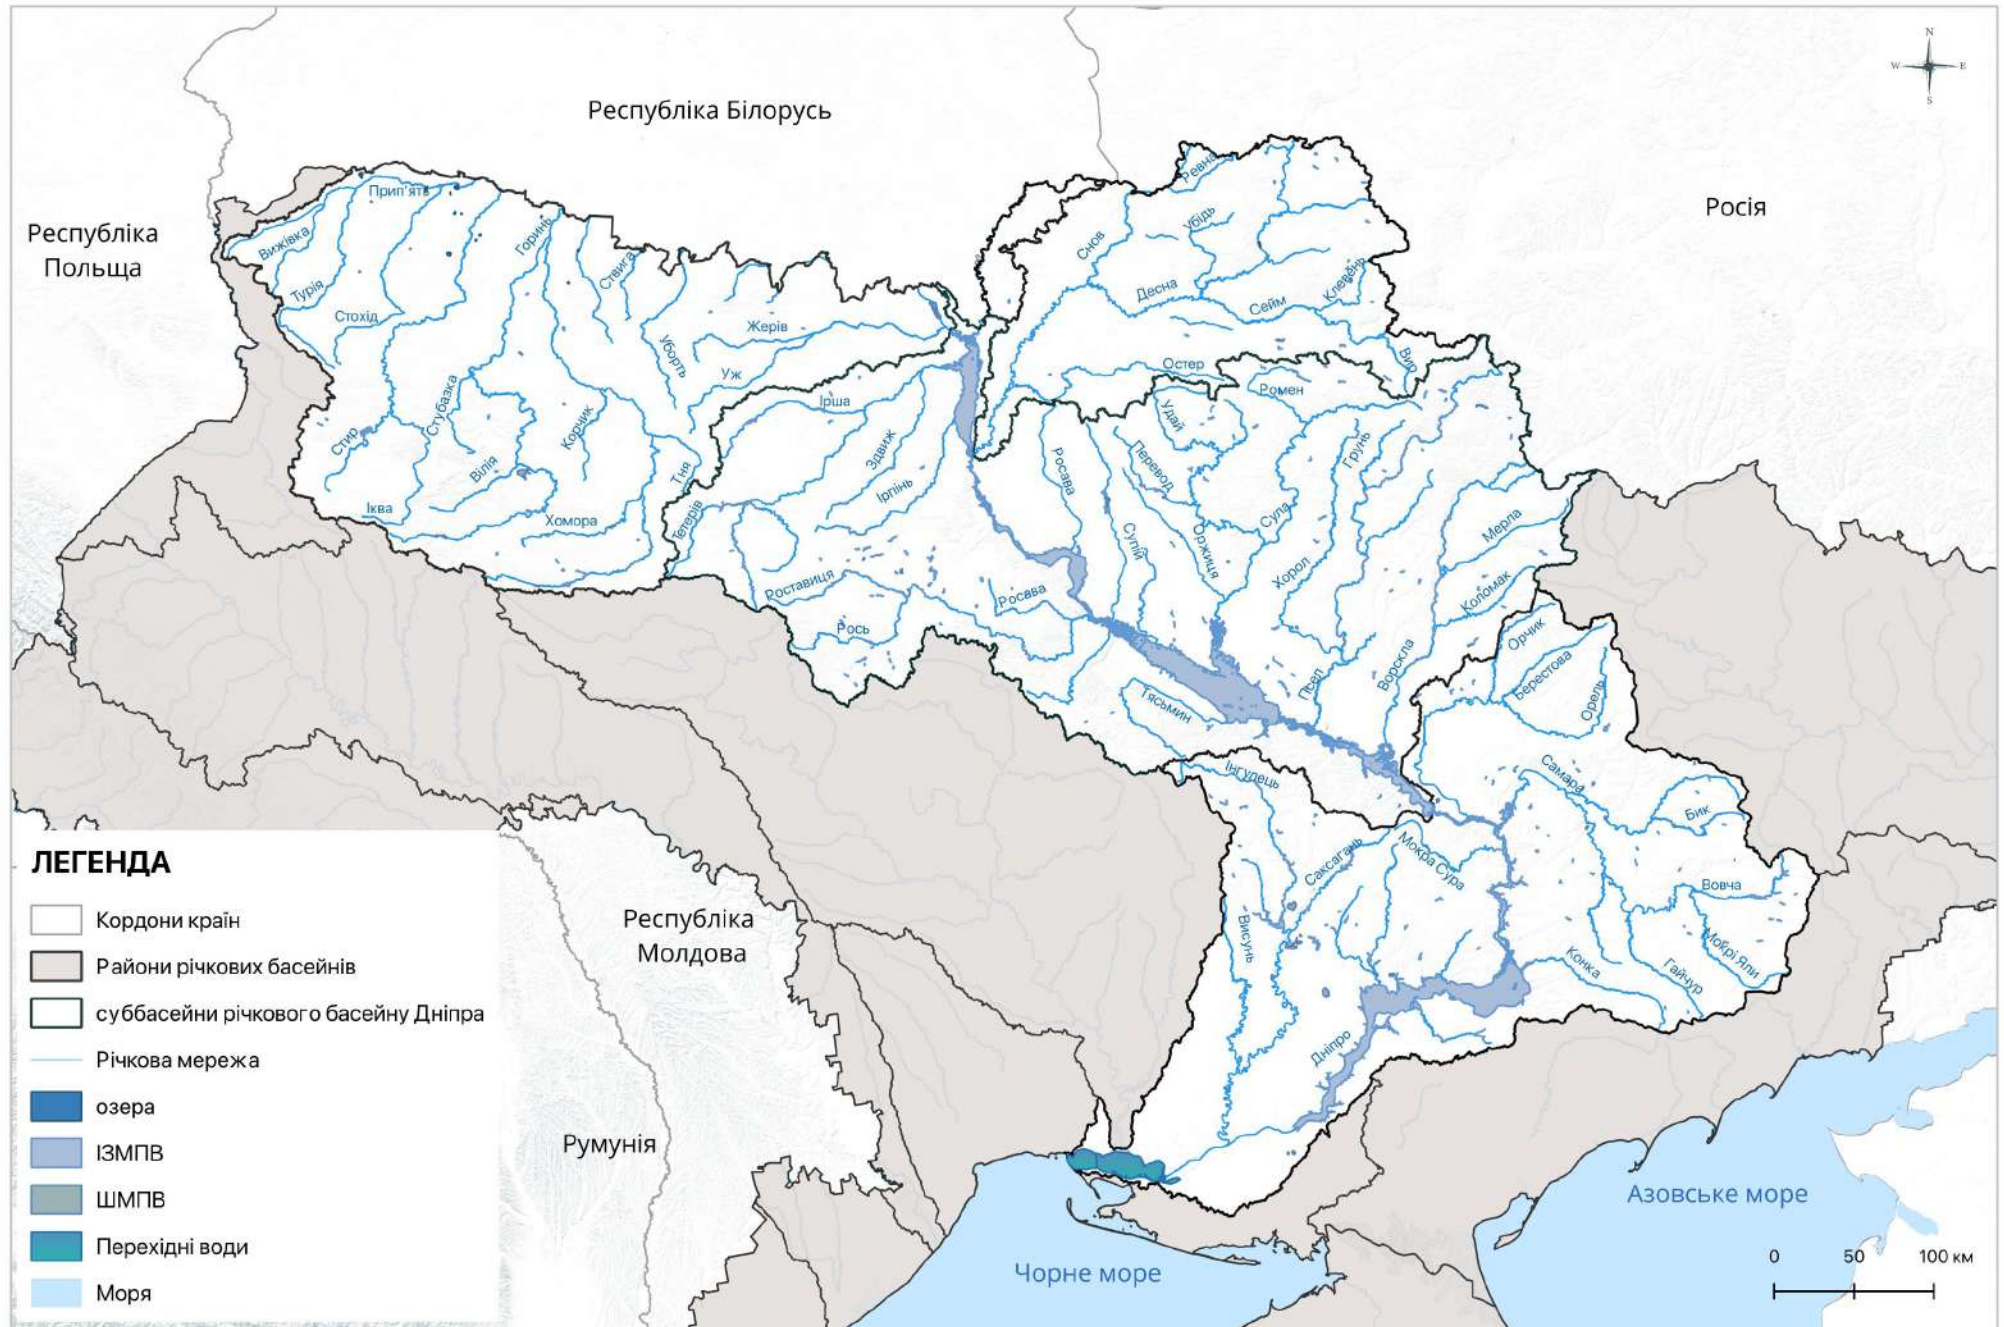 N
W
E
S
Республіка Білорусь
Росія
Республіка
Польща
Ревна
Прип'ять
Убідь
Горинь
Вижівка
Снов
Ствига
Клевень
Турія
Десна
Сейм
Стохід
Жерів
Уборть
Вир
Остер
Уж
Ромен
Ірша
Стубазка
Удай
Корчик
Стир
Здвиж
Грунь
Перевод
Росава
Вілія
Тня
Ірпінь
Іква
Хомора
Тетерів
Сула
Мерла
Супій
Оржиця
Хорол
Роставиця
Росава
Коломак
Рось
Орчик
Ворскла
Берестова
Псел
Орель
Тясьмин
Інгулець
Самара
Бик
Саксагань
Мокра Сура
Вовча
Висунь
Мокрі Яли
Конка
Гайчур
Дніпро
Республіка
Молдова
Румунія
Азовське море
Чорне море
0 50 100 км
ЛЕГЕНДА
Кордони країн
Райони річкових басейнів
суббасейни річкового басейну Дніпра
Річкова мережа
озера
ІЗМПВ
ШМПВ
Перехідні води
Моря